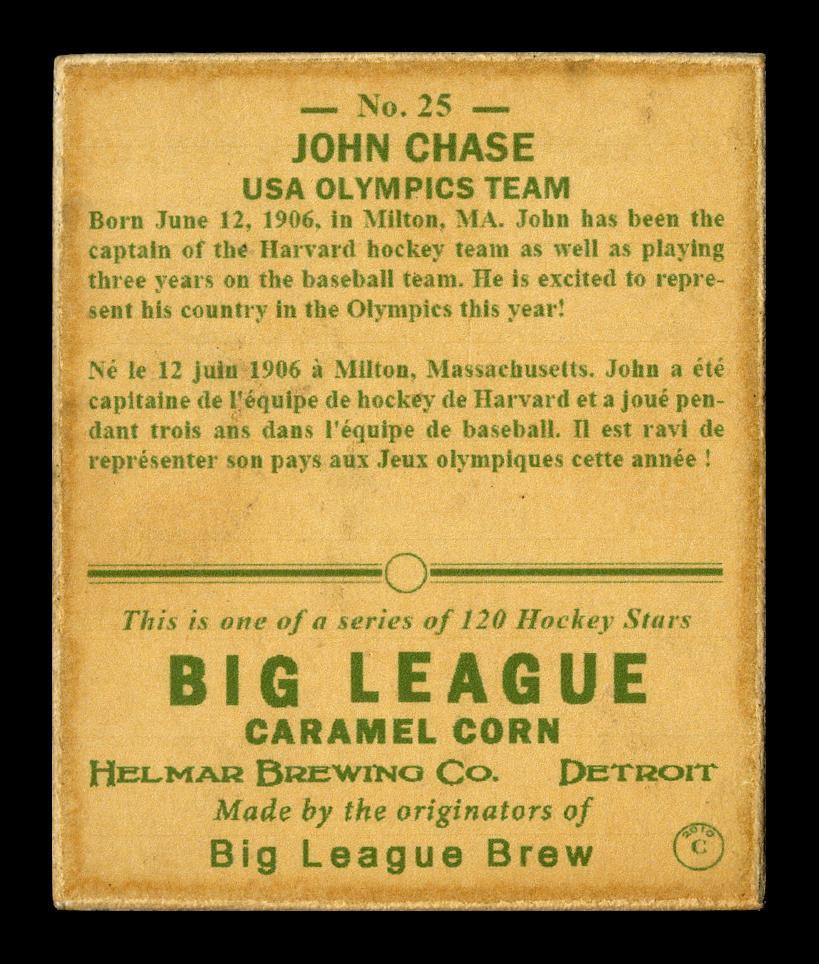 — No. 25 —
JOHN CHASE
USA OLYMPICS TEAM
Born June 12, 1906, in Milton, MA. John has been the
captain of the Harvard hockey team as well as playing
three years on the baseball team. He is excited to repre-
sent his country in the Olympics this year!
Né le 12 juin 1906 à Milton, Massachusetts. John a été
capitaine de l'équipe de hockey de Harvard et a joué pen-
dant trois ans dans l'équipe de baseball. Il est ravi de
représenter son pays aux Jeux olympiques cette année !
This is one of a series of 120 Hockey Stars
BIG LEAGUE
CARAMEL CORN
HELMAR BREWING CO. DETROIT
Made by the originators of
Big League Brew
2010
C